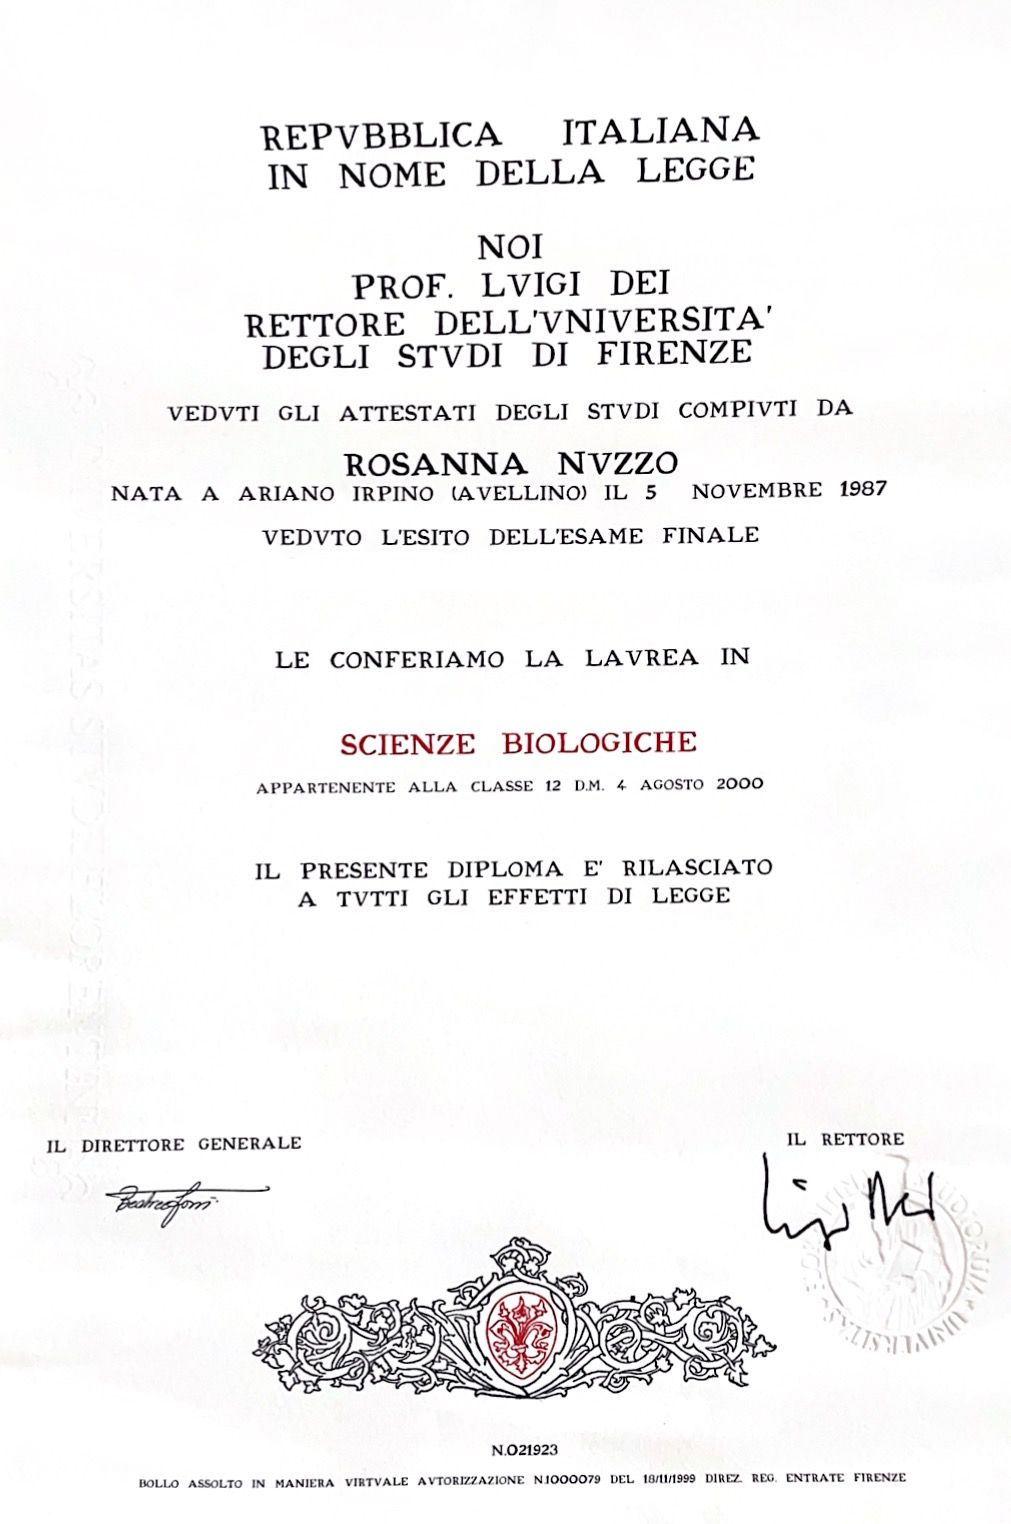 REPVBBLICA ITALIANA
IN NOME DELLA LEGGE
NOI
PROF. LVIGI DEI
RETTORE DELL'VNIVERSITA'
DEGLI STVDI DI FIRENZE
VEDVTI GLI ATTESTATI DEGLI STVDI COMPIVTI DA
ROSANNA NVZZO
NATA A ARIANO IRPINO (AVELLINO) IL 5 NOVEMBRE 1987
VEDVTO L'ESITO DELL'ESAME FINALE
LE CONFERIAMO LA LAVREA IN
SCIENZE BIOLOGICHE
APPARTENENTE ALLA CLASSE 12 D.M. 4 AGOSTO 2000
IL PRESENTE DIPLOMA E' RILASCIATO
A TVTTI GLI EFFETTI DI LEGGE
IL DIRETTORE GENERALE
IL RETTORE
Luigi Dei
N.021923
BOLLO ASSOLTO IN MANIERA VIRTVALE AVTORIZZAZIONE N.1000079 DEL 18/11/1999 DIREZ. REG. ENTRATE FIRENZE